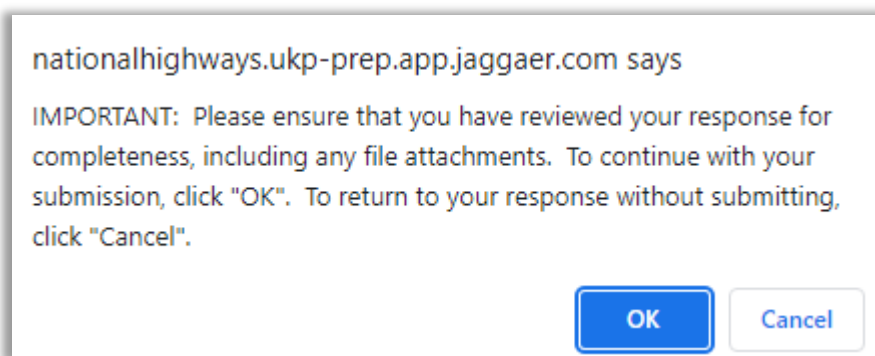 nationalhighways.ukp-prep.app.jaggaer.com says
IMPORTANT:  Please ensure that you have reviewed your response for
completeness, including any file attachments.  To continue with your
submission, click "OK".  To return to your response without submitting,
click "Cancel".
OK
Cancel